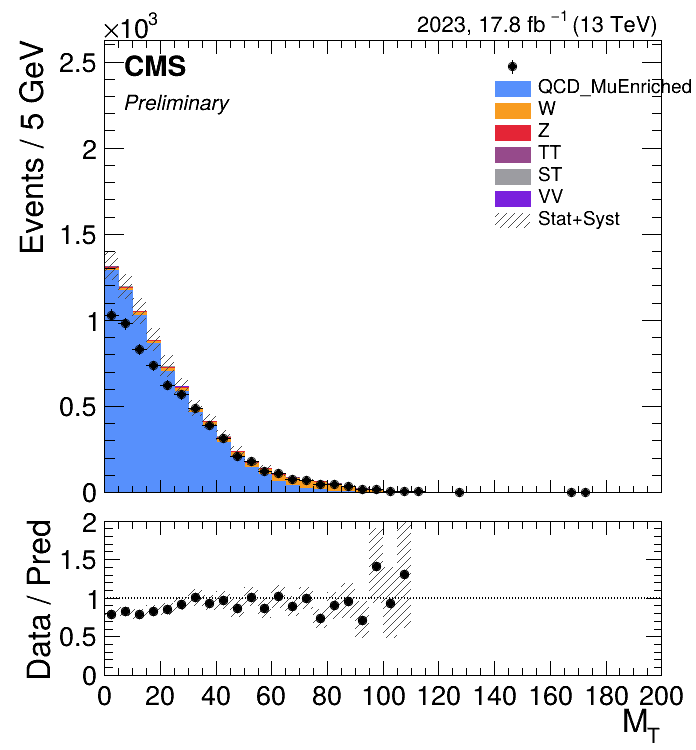 ×10³
2023, 17.8 fb⁻¹ (13 TeV)
Events / 5 GeV
2.5
2
1.5
1
0.5
0
CMS
Preliminary
QCD_MuEnriched
W
Z
TT
ST
VV
Stat+Syst
Data / Pred
2
1.5
1
0.5
0
0 20 40 60 80 100 120 140 160 180 200
M_T